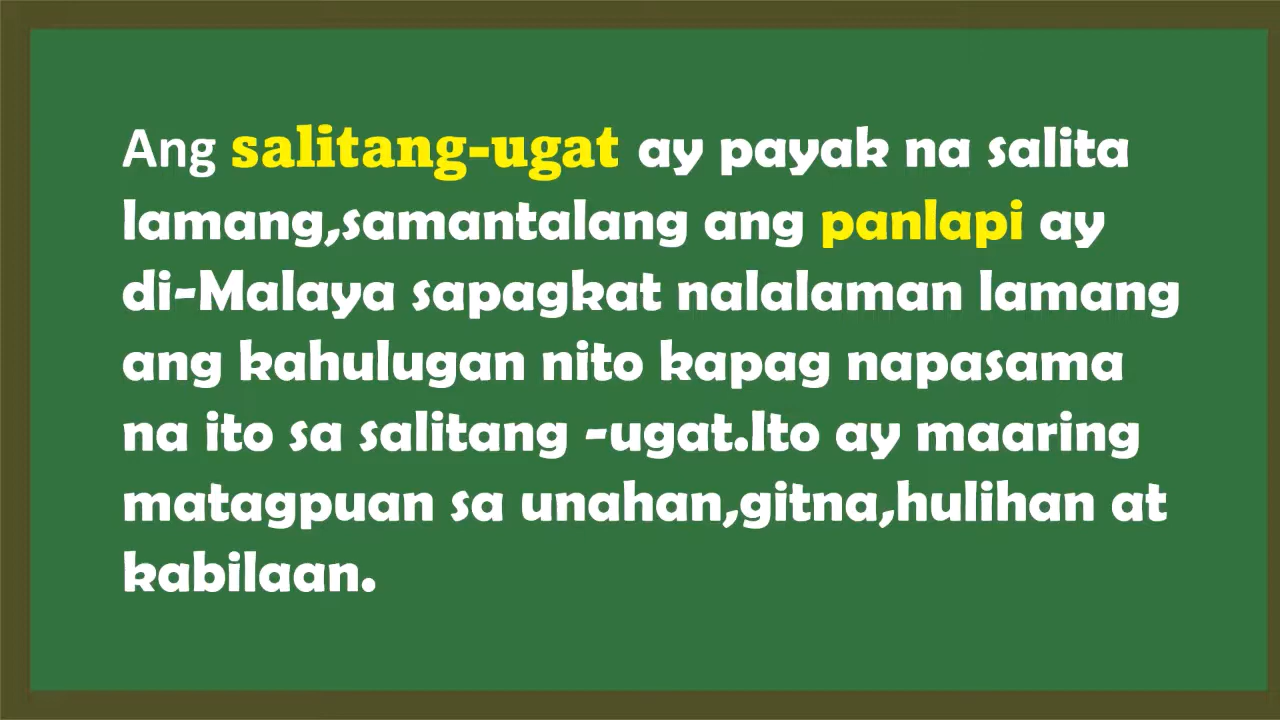 Ang salitang-ugat ay payak na salita
lamang,samantalang ang panlapi ay
di-Malaya sapagkat nalalaman lamang
ang kahulugan nito kapag napasama
na ito sa salitang -ugat.Ito ay maaring
matagpuan sa unahan,gitna,hulihan at
kabilaan.